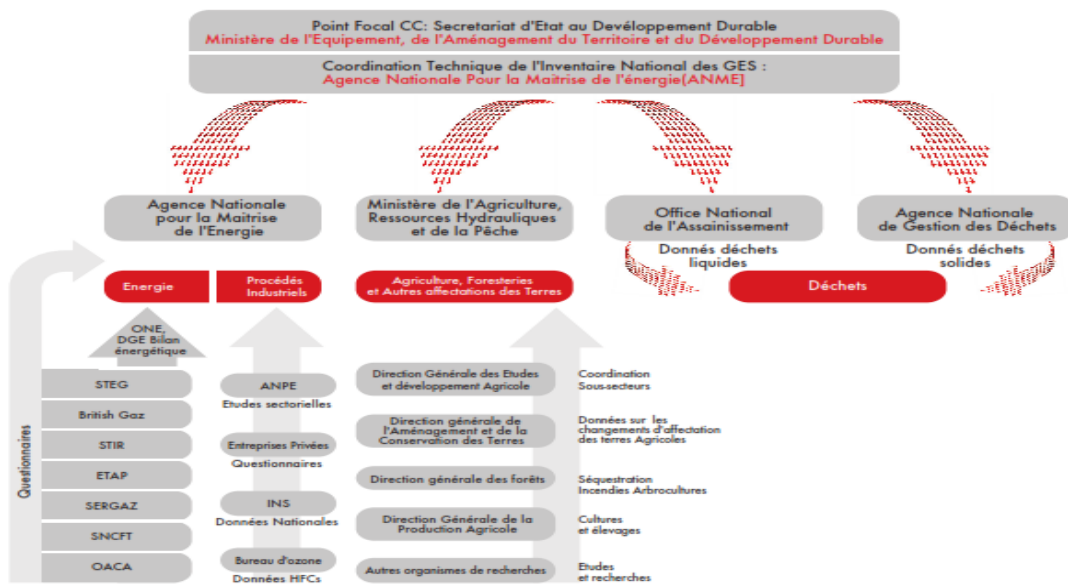 Point Focal CC: Secretariat d'Etat au Devéloppement Durable
Ministère de l'Equipement, de l'Aménagement du Territoire et du Développement Durable
Coordination Technique de l'Inventaire National des GES :
Agence Nationale Pour la Maitrise de l'énergie(ANME]
Agence Nationale
pour la Maitrise
de l'Energie
Ministère de l'Agriculture,
Ressources Hydrauliques
et de la Pêche
Office National
de l'Assainissement
Agence Nationale
de Gestion des Déchets
Donnés déchets
liquides
Donnés déchets
solides
Energie
Procédés
Industriels
Agriculture, Foresteries
et Autres affectations des Terres
Déchets
Questionnaires
ONE,
DGE Bilan
énergétique
STEG
British Gaz
STIR
ETAP
SERGAZ
SNCFT
OACA
ANPE
Etudes sectorielles
Entreprises Privées
Questionnaires
INS
Données Nationales
Bureau d'ozone
Données HFCs
Direction Générale des Etudes
et développement Agricole
Coordination
Sous-secteurs
Direction générale de
l'Aménagement et de la
Conservation des Terres
Données sur les
changements d'affectation
des terres Agricoles
Direction générale des forêts
Séquestration
Incendies Arbrocultures
Direction Générale de la
Production Agricole
Cultures
et élevages
Autres organismes de recherches
Etudes
et recherches